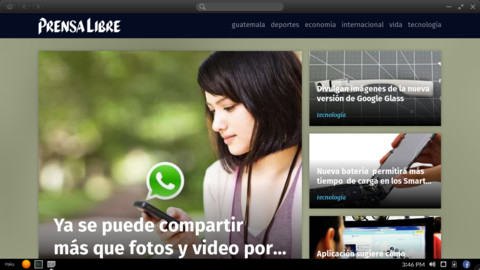 PRENSA LIBRE
guatemala deportes economía internacional vida tecnología
Ya se puede compartir
más que fotos y video por...
Divulgan imágenes de la nueva
versión de Google Glass
tecnología
Nueva batería permitirá más
tiempo de carga en los Smart...
tecnología
Aplicación sugiere cómo
3:46 PM